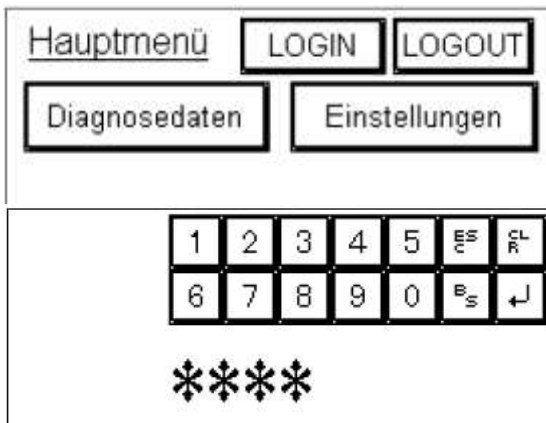 Hauptmenü LOGIN LOGOUT
Diagnosedaten Einstellungen
1 2 3 4 5 ESC CLR
6 7 8 9 0 BS ↵
****